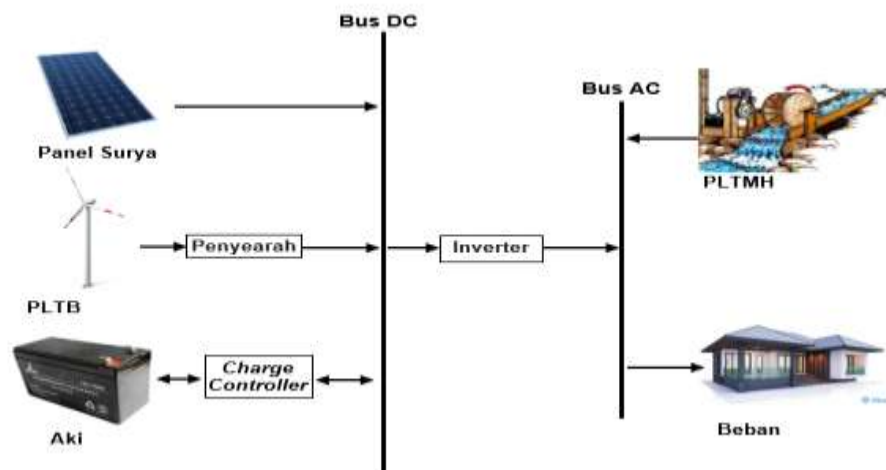 Bus DC
Bus AC
Panel Surya
PLTMH
Penyearah
Inverter
PLTB
Charge
Controller
Aki
Beban